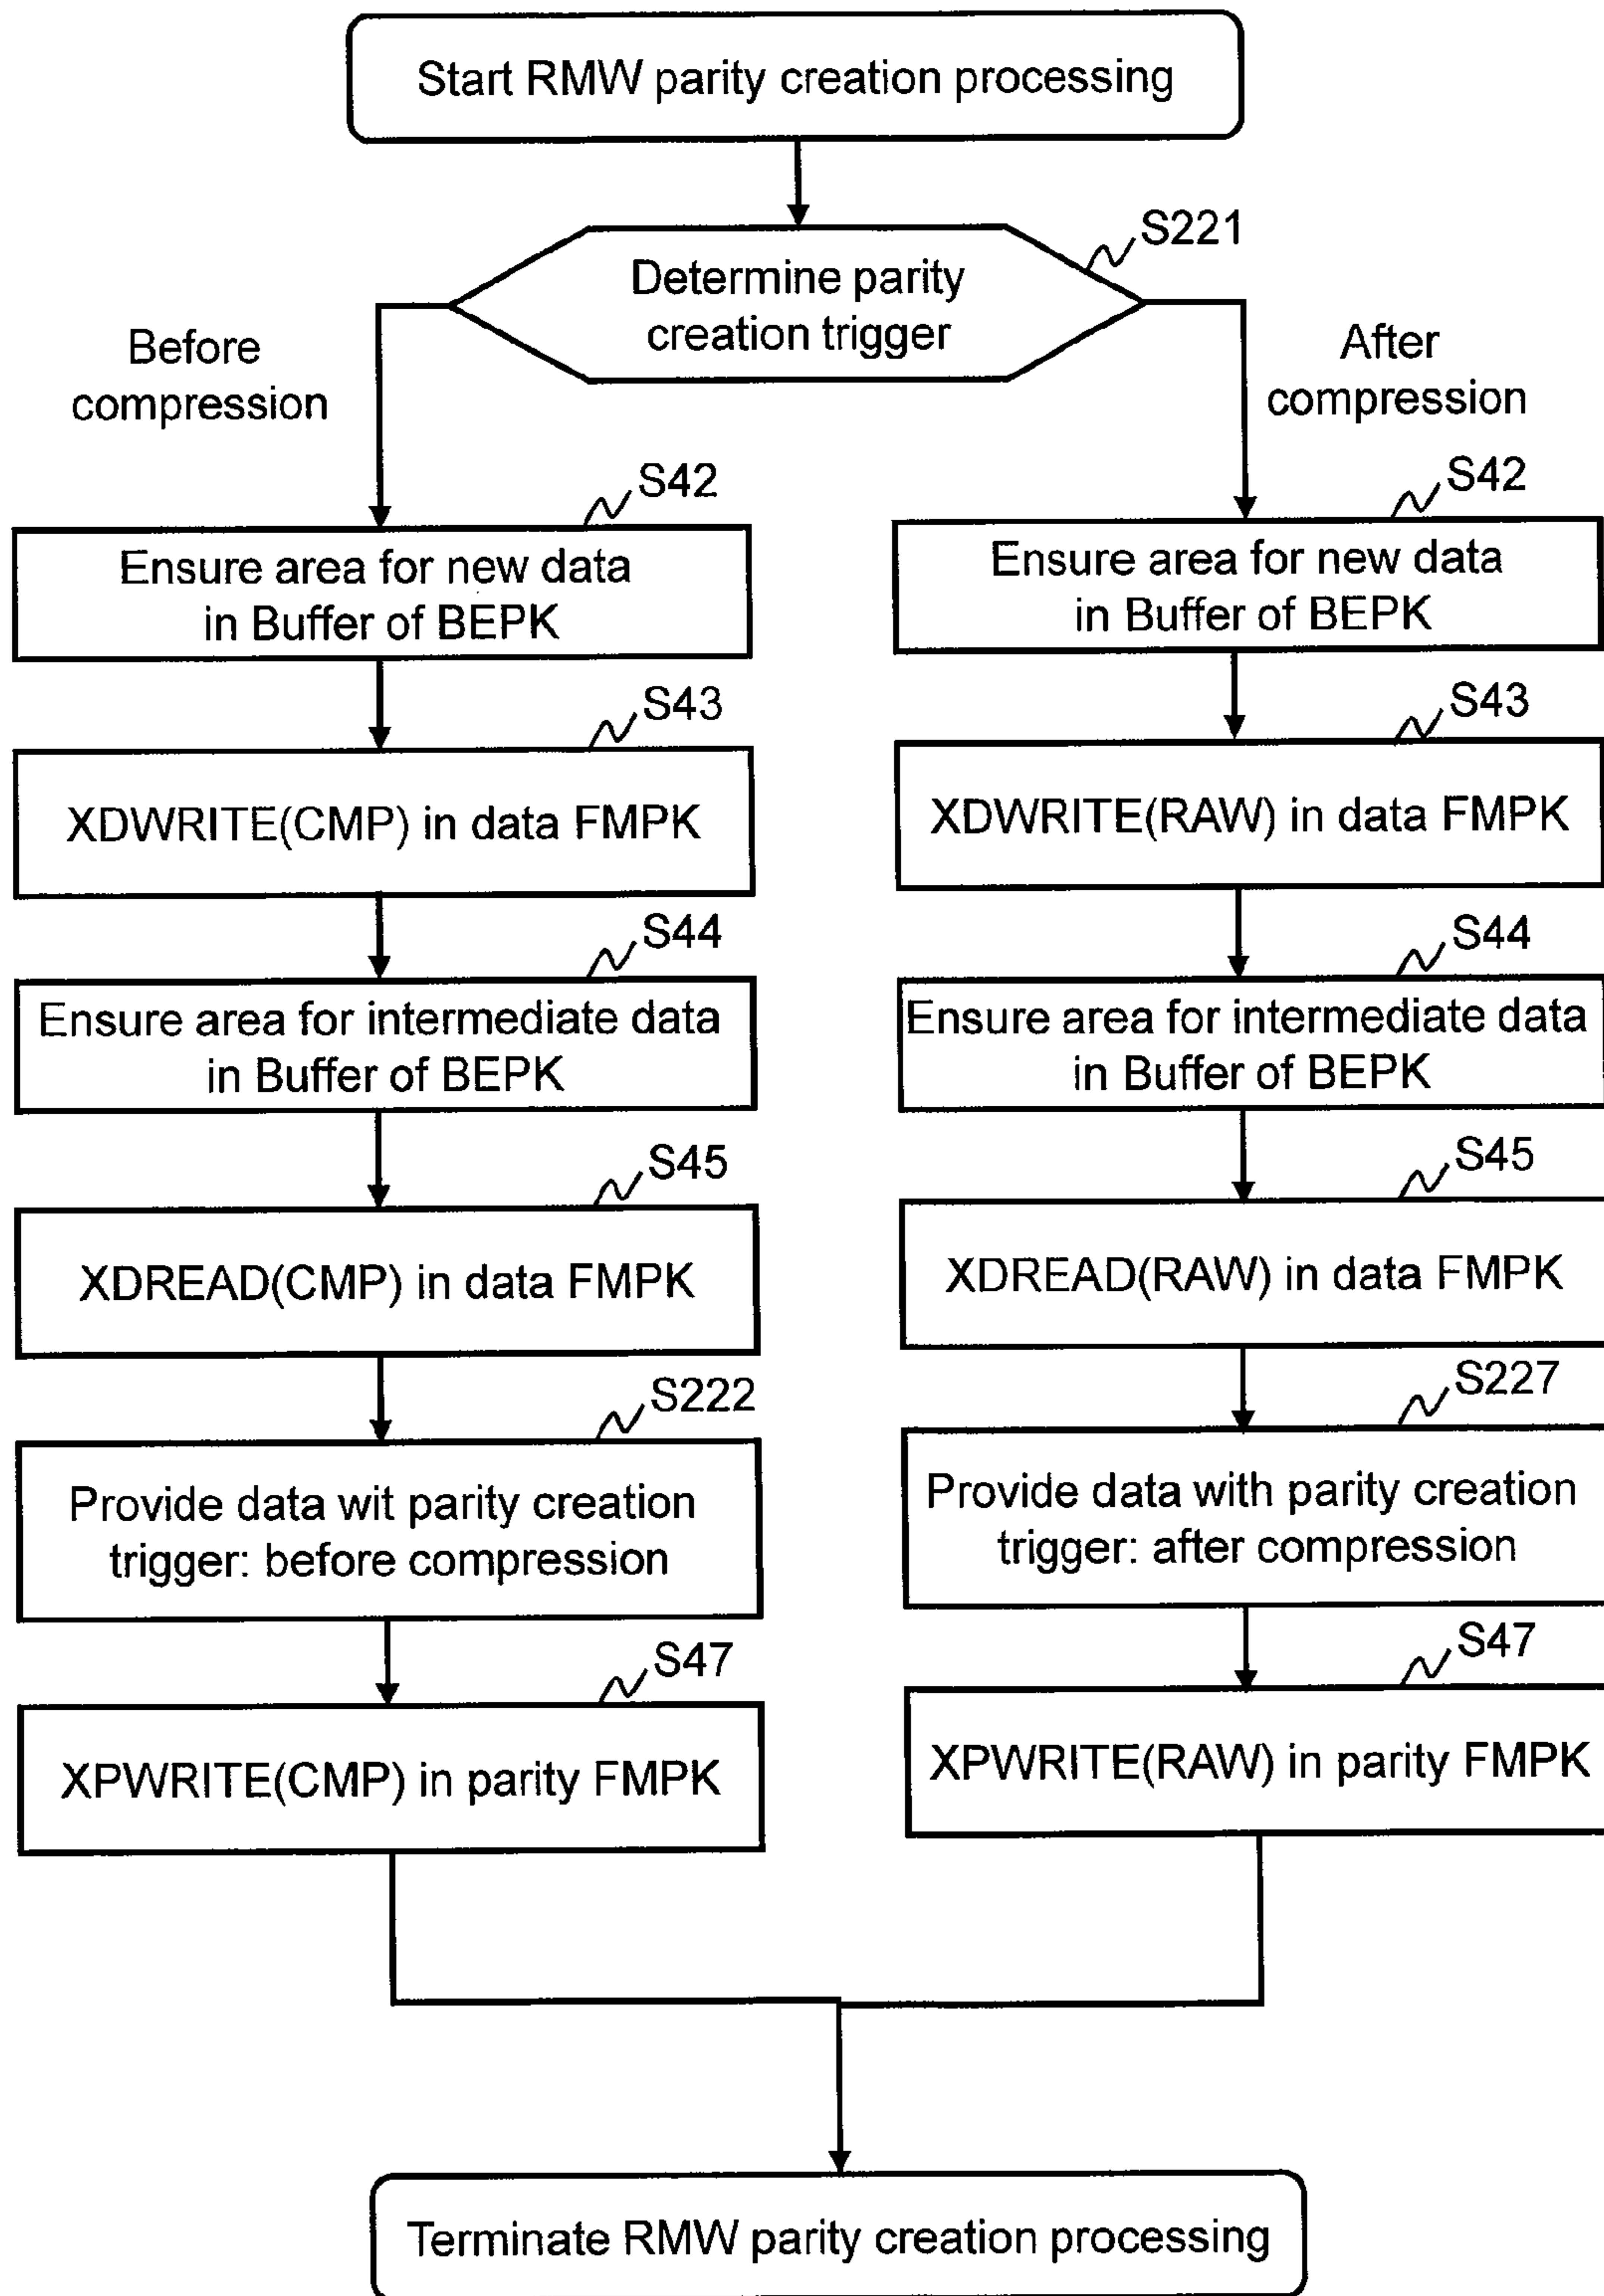 Start RMW parity creation processing
S221
Determine parity
creation trigger
Before
compression
After
compression
S42
Ensure area for new data
in Buffer of BEPK
S42
Ensure area for new data
in Buffer of BEPK
S43
XDWRITE(CMP) in data FMPK
S43
XDWRITE(RAW) in data FMPK
S44
Ensure area for intermediate data
in Buffer of BEPK
S44
Ensure area for intermediate data
in Buffer of BEPK
S45
XDREAD(CMP) in data FMPK
S45
XDREAD(RAW) in data FMPK
S222
Provide data wit parity creation
trigger: before compression
S227
Provide data with parity creation
trigger: after compression
S47
XPWRITE(CMP) in parity FMPK
S47
XPWRITE(RAW) in parity FMPK
Terminate RMW parity creation processing